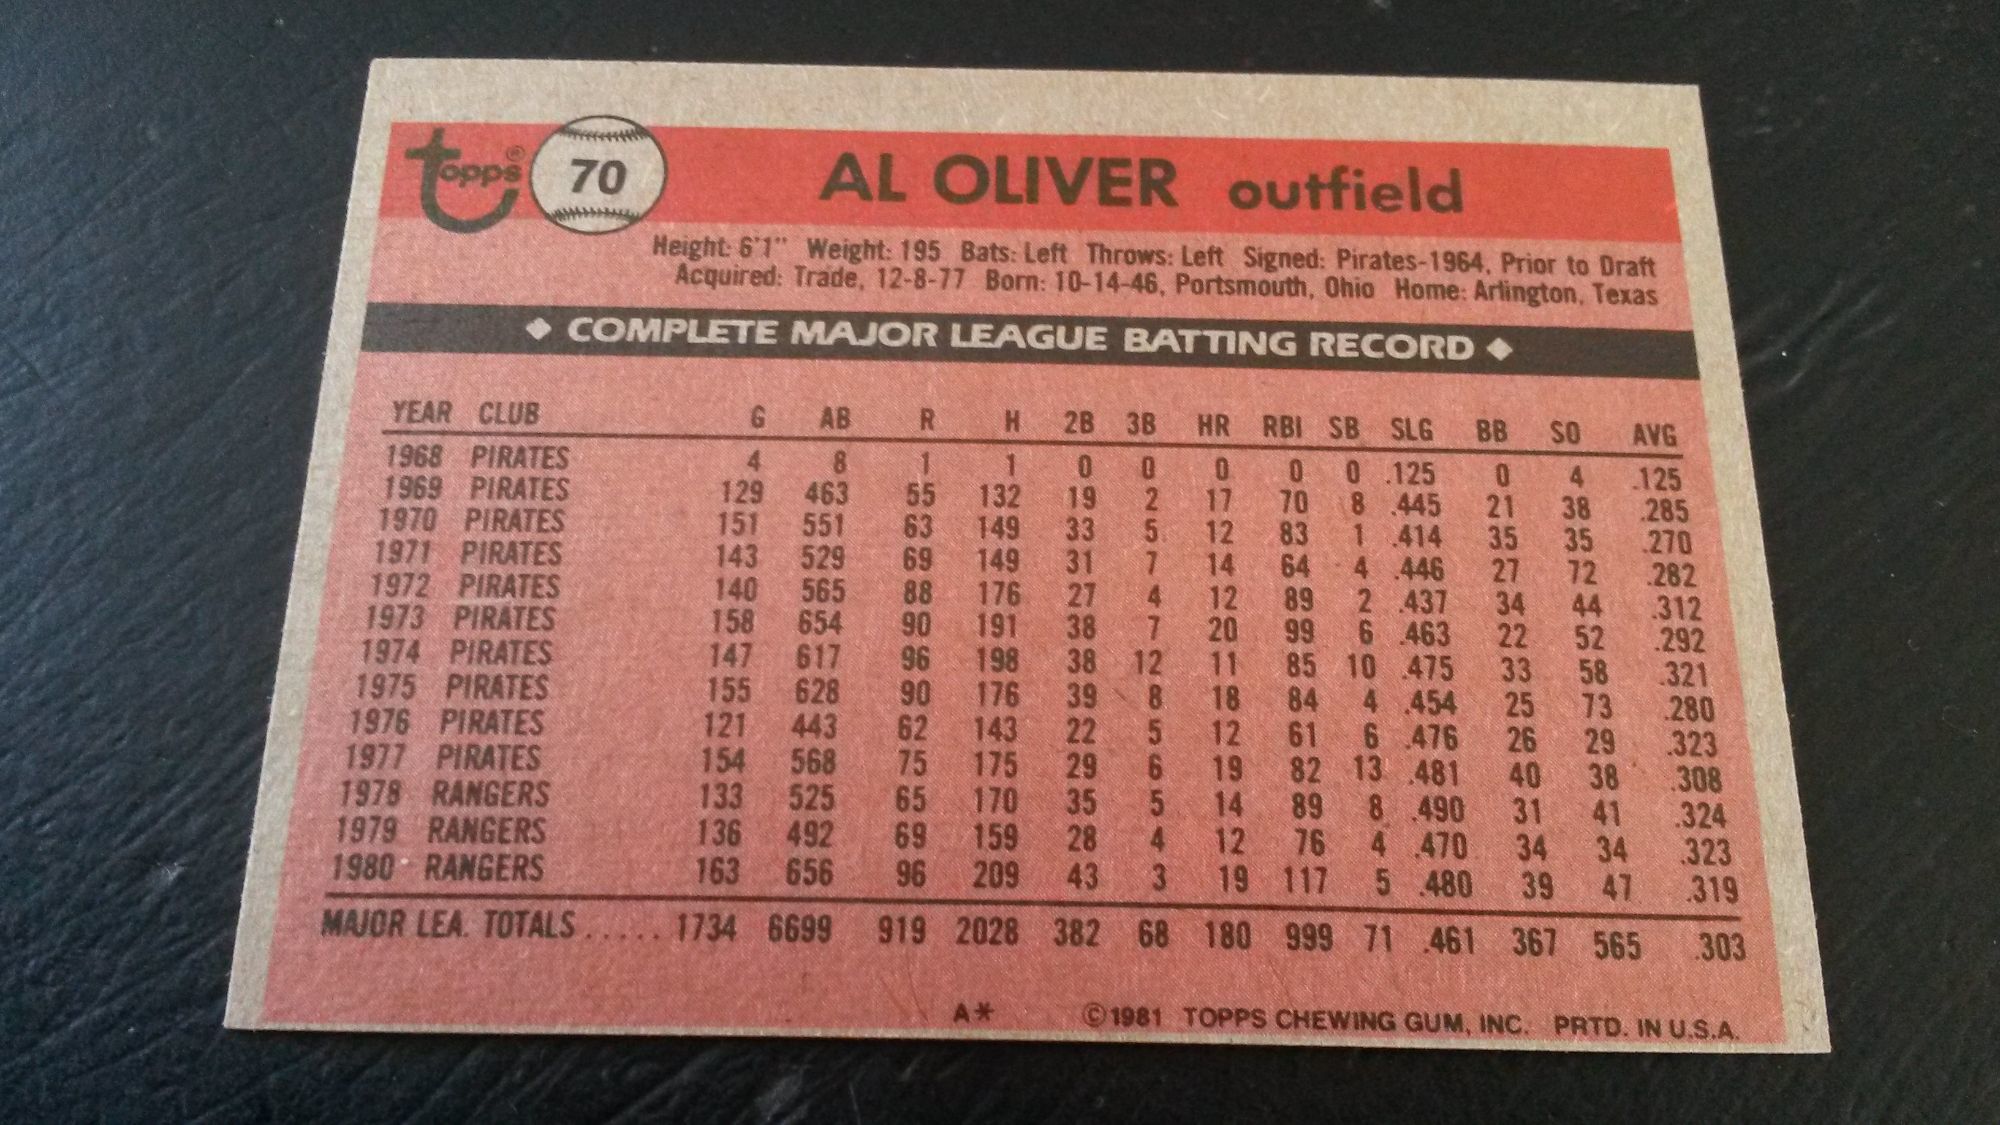 topps® 70 AL OLIVER outfield
Height: 6'1" Weight: 195 Bats: Left Throws: Left Signed: Pirates-1964, Prior to Draft
Acquired: Trade, 12-8-77 Born: 10-14-46, Portsmouth, Ohio Home: Arlington, Texas
◆ COMPLETE MAJOR LEAGUE BATTING RECORD ◆
YEAR CLUB G AB R H 2B 3B HR RBI SB SLG BB SO AVG
1968 PIRATES 4 8 1 1 0 0 0 0 0 .125 0 4 .125
1969 PIRATES 129 463 55 132 19 2 17 70 8 .445 21 38 .285
1970 PIRATES 151 551 63 149 33 5 12 83 1 .414 35 35 .270
1971 PIRATES 143 529 69 149 31 7 14 64 4 .446 27 72 .282
1972 PIRATES 140 565 88 176 27 4 12 89 2 .437 34 44 .312
1973 PIRATES 158 654 90 191 38 7 20 99 6 .463 22 52 .292
1974 PIRATES 147 617 96 198 38 12 11 85 10 .475 33 58 .321
1975 PIRATES 155 628 90 176 39 8 18 84 4 .454 25 73 .280
1976 PIRATES 121 443 62 143 22 5 12 61 6 .476 26 29 .323
1977 PIRATES 154 568 75 175 29 6 19 82 13 .481 40 38 .308
1978 RANGERS 133 525 65 170 35 5 14 89 8 .490 31 41 .324
1979 RANGERS 136 492 69 159 28 4 12 76 4 .470 34 34 .323
1980 RANGERS 163 656 96 209 43 3 19 117 5 .480 39 47 .319
MAJOR LEA. TOTALS ..... 1734 6699 919 2028 382 68 180 999 71 .461 367 565 .303
A* ©1981 TOPPS CHEWING GUM, INC. PRTD. IN U.S.A.